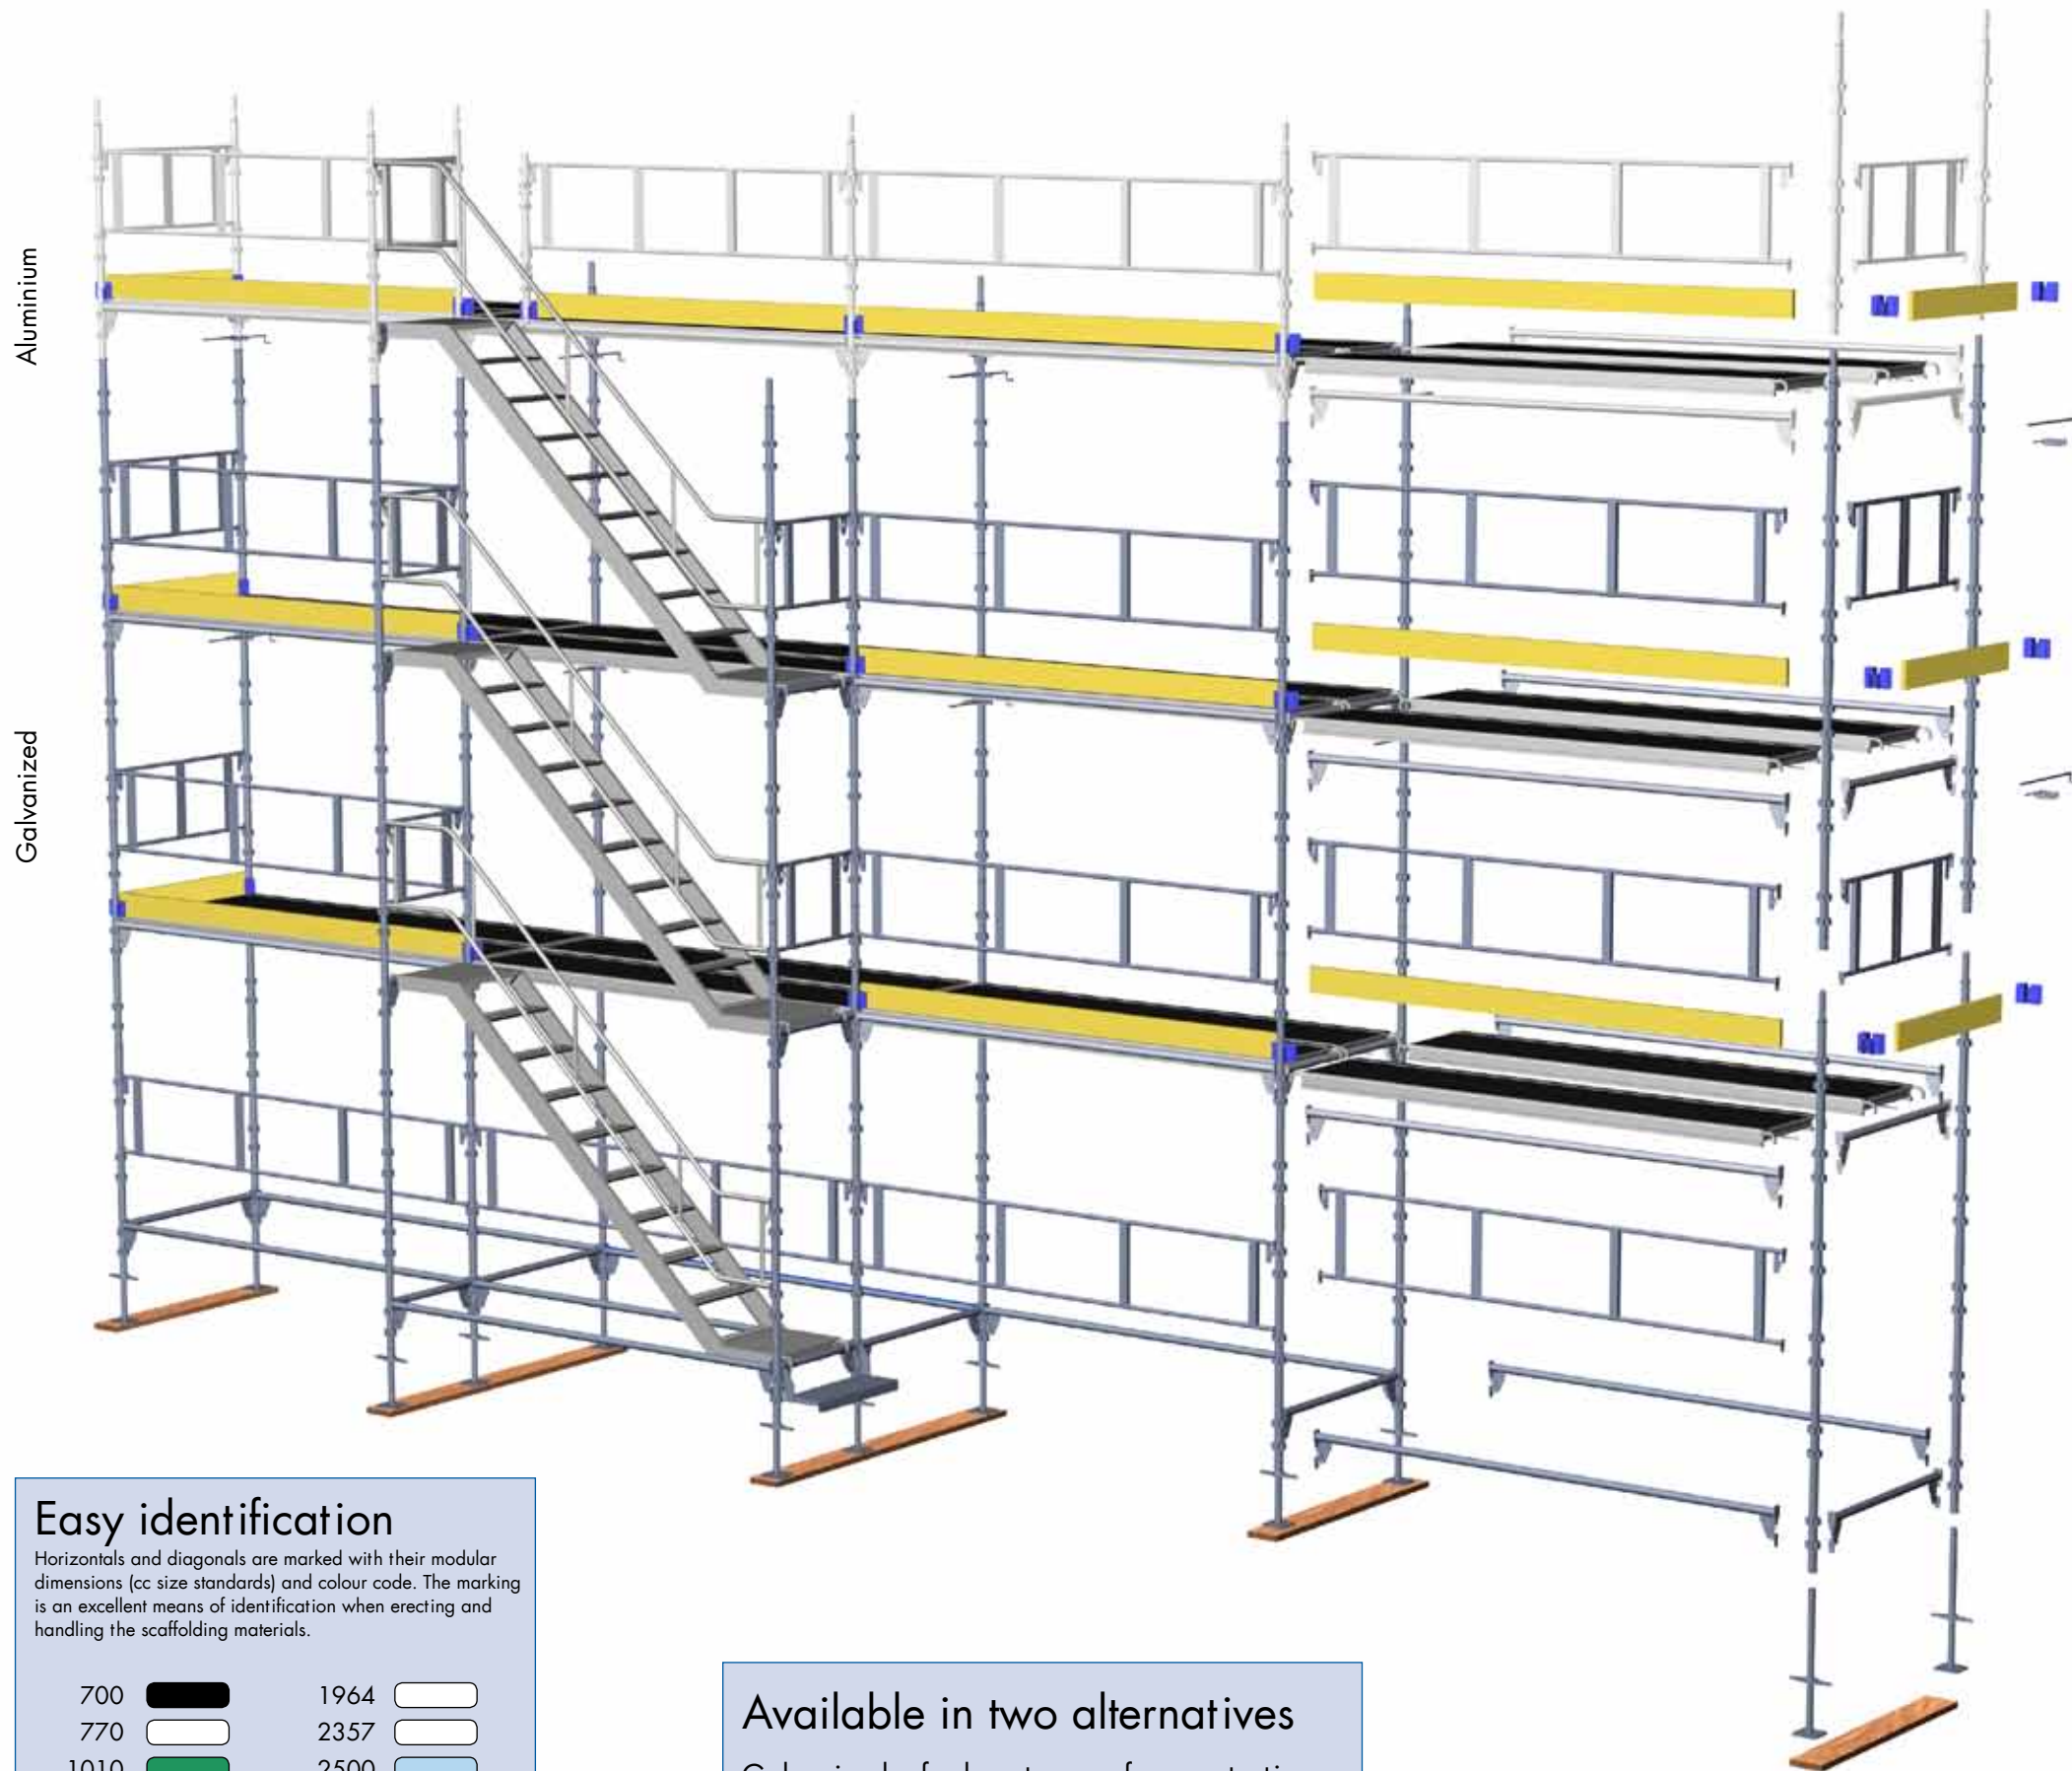 Aluminium
Galvanized
Easy identification
Horizontals and diagonals are marked with their modular
dimensions (cc size standards) and colour code. The marking
is an excellent means of identification when erecting and
handling the scaffolding materials.
700
1964
770
2357
1010
2500
Available in two alternatives